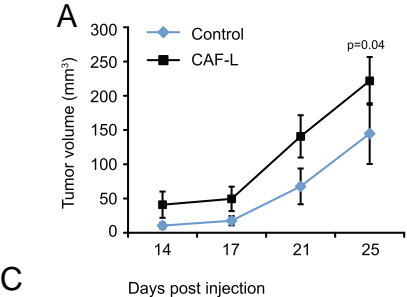 A
Control
CAF-L
p=0.04
Tumor volume (mm³)
300
250
200
150
100
50
0
14 17 21 25
C
Days post injection